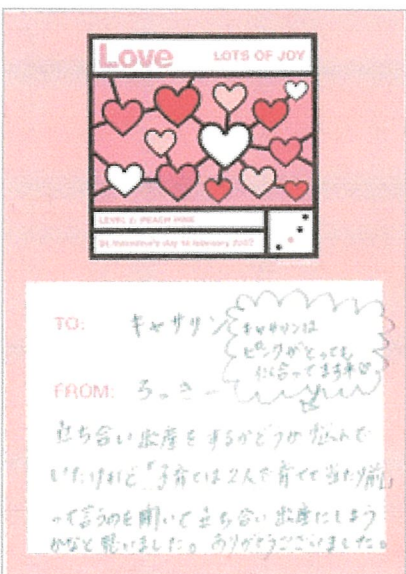 Love
LOTS OF JOY
LEVEL 2: PEACH PINK
St. Valentine's day 14 february 2007
TO: キャサリン
キャサリンは
ピンクがとっても
似合ってます
FROM: ろっきー
立ち合い出産をするかどうか悩んで
いたけれど「子育ては2人で育てて当たり前」
って言うのを聞いて立ち合い出産にしよう
かなと思いました。ありがとうございました。